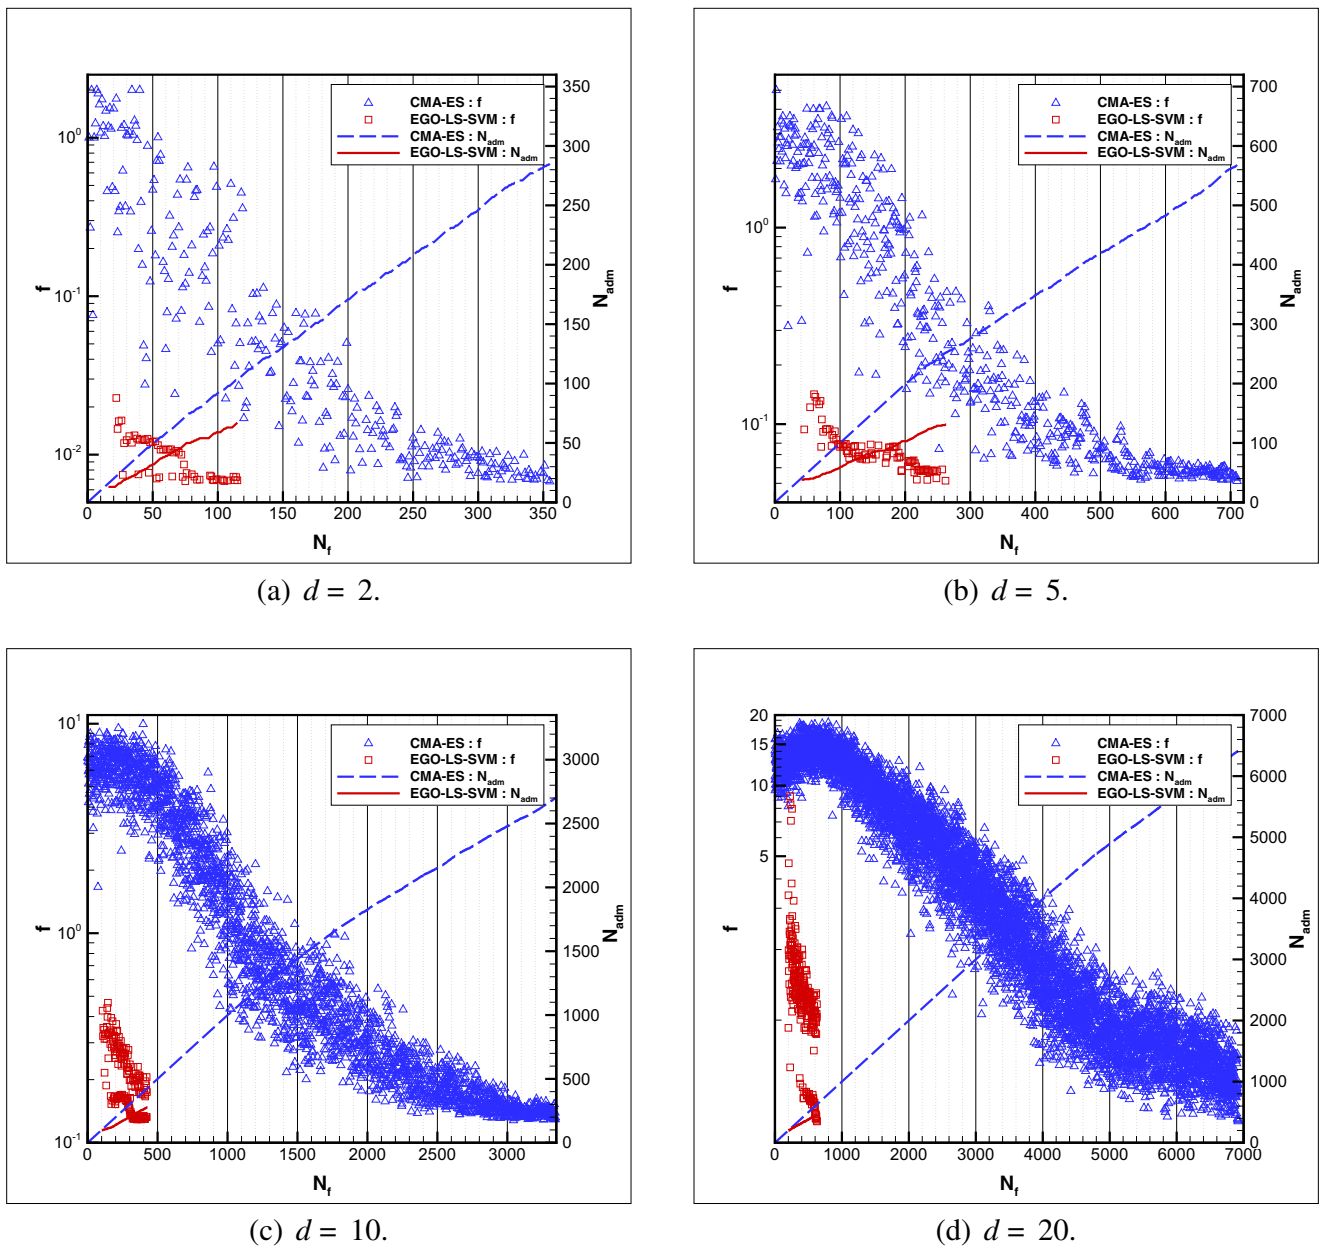 CMA-ES : f
EGO-LS-SVM : f
CMA-ES : N_adm
EGO-LS-SVM : N_adm
10^0
10^-1
10^-2
f
350
300
250
200
150
100
50
0
N_adm
0 50 100 150 200 250 300 350
N_f
(a) d = 2.
CMA-ES : f
EGO-LS-SVM : f
CMA-ES : N_adm
EGO-LS-SVM : N_adm
10^0
10^-1
f
700
600
500
400
300
200
100
0
N_adm
0 100 200 300 400 500 600 700
N_f
(b) d = 5.
CMA-ES : f
EGO-LS-SVM : f
CMA-ES : N_adm
EGO-LS-SVM : N_adm
10^1
10^0
10^-1
f
3000
2500
2000
1500
1000
500
0
N_adm
0 500 1000 1500 2000 2500 3000
N_f
(c) d = 10.
CMA-ES : f
EGO-LS-SVM : f
CMA-ES : N_adm
EGO-LS-SVM : N_adm
20
15
10
5
f
7000
6000
5000
4000
3000
2000
1000
0
N_adm
0 1000 2000 3000 4000 5000 6000 7000
N_f
(d) d = 20.